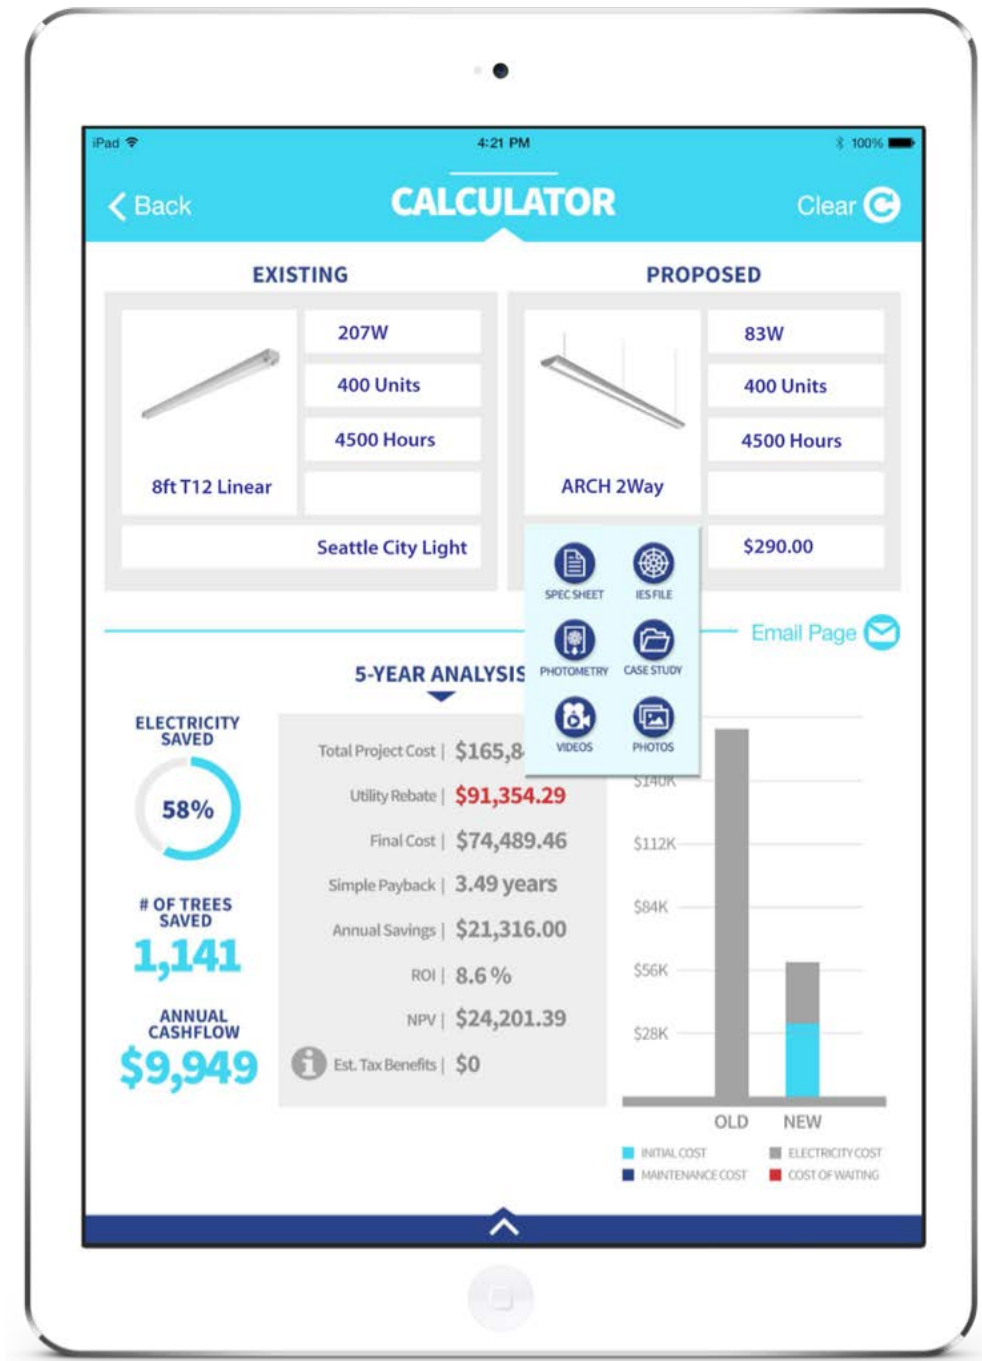 iPad 4:21 PM 100%
Back CALCULATOR Clear
EXISTING PROPOSED
207W 83W
400 Units 400 Units
4500 Hours 4500 Hours
8ft T12 Linear ARCH 2Way
Seattle City Light $290.00
SPEC SHEET IES FILE
Email Page
PHOTOMETRY CASE STUDY
VIDEOS PHOTOS
5-YEAR ANALYSIS
ELECTRICITY
SAVED
58%
# OF TREES
SAVED
1,141
ANNUAL
CASHFLOW
$9,949
Total Project Cost | $165,8
Utility Rebate | $91,354.29
Final Cost | $74,489.46
Simple Payback | 3.49 years
Annual Savings | $21,316.00
ROI | 8.6 %
NPV | $24,201.39
Est. Tax Benefits | $0
$140K
$112K
$84K
$56K
$28K
OLD NEW
INITIAL COST ELECTRICITY COST
MAINTENANCE COST COST OF WAITING